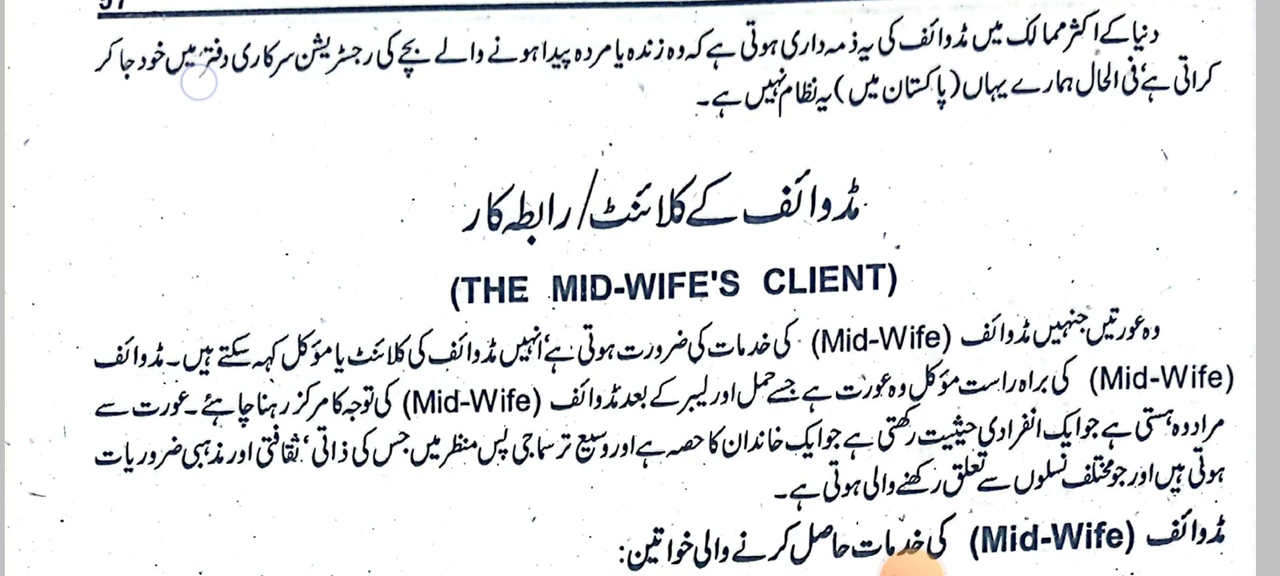 دنیا کے اکثر ممالک میں مڈوائف کی یہ ذمہ داری ہوتی ہے کہ وہ زندہ یا مردہ پیدا ہونے والے بچے کی رجسٹریشن سرکاری دفتر میں خود جا کر
کراتی ہے‘ فی الحال ہمارے یہاں (پاکستان میں) یہ نظام نہیں ہے۔
مڈوائف کے کلائنٹ/رابطہ کار
(THE MID-WIFE'S CLIENT)
وہ عورتیں جنہیں مڈوائف (Mid-Wife) کی خدمات کی ضرورت ہوتی ہے‘ انہیں مڈوائف کی کلائنٹ یا مؤکل کہہ سکتے ہیں۔ مڈوائف
(Mid-Wife) کی براہ راست مؤکل وہ عورت ہے جسے حمل اور لیبر کے بعد مڈوائف (Mid-Wife) کی توجہ کا مرکز رہنا چاہئے۔ عورت سے
مراد وہ ہستی ہے جو ایک انفرادی حیثیت رکھتی ہے جو ایک خاندان کا حصہ ہے اور وسیع تر سماجی پس منظر میں جس کی ذاتی‘ ثقافتی اور مذہبی ضروریات
ہوتی ہیں اور جو مختلف نسلوں سے تعلق رکھنے والی ہوتی ہے۔
مڈوائف (Mid-Wife) کی خدمات حاصل کرنے والی خواتین: